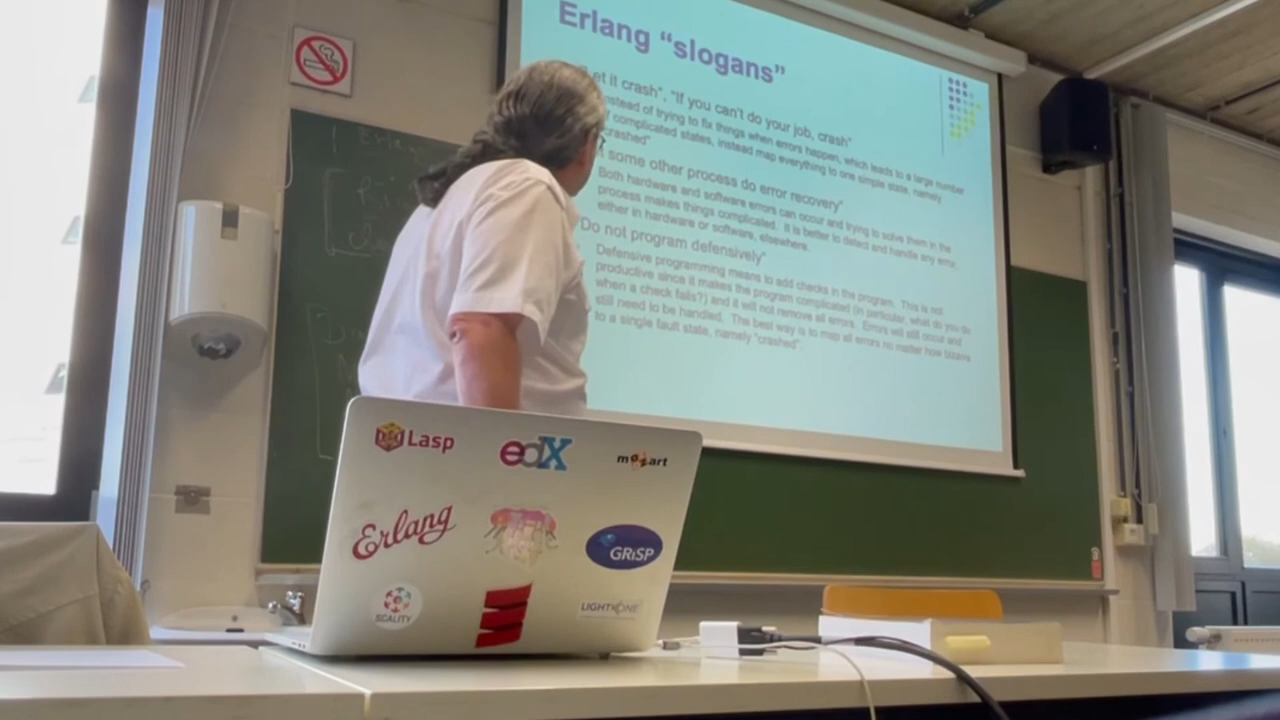 Erlang “slogans”
et it crash”, “If you can’t do your job, crash”
nstead of trying to fix things when errors happen, which leads to a large number
complicated states, instead map everything to one simple state, namely
crashed”
some other process do error recovery”
Both hardware and software errors can occur and trying to solve them in the
process makes things complicated. It is better to detect and handle any error,
either in hardware or software, elsewhere.
Do not program defensively”
Defensive programming means to add checks in the program. This is not
productive since it makes the program complicated (in particular, what do you do
when a check fails?) and it will not remove all errors. Errors will still occur and
still need to be handled. The best way is to map all errors no matter how bizarre
to a single fault state, namely “crashed”.
Lasp
edX
mozart
Erlang
GRiSP
SCALITY
LIGHTKONE